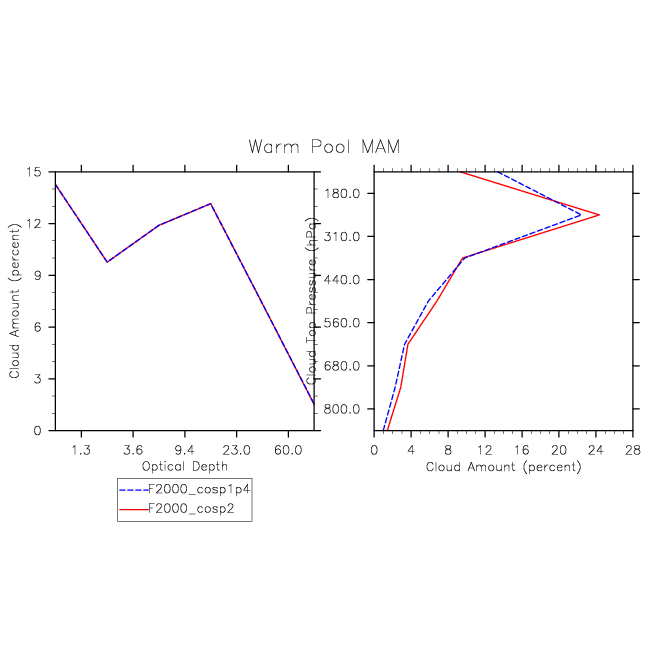 Warm Pool MAM
Cloud Amount (percent)
15
12
9
6
3
0
1.3 3.6 9.4 23.0 60.0
Optical Depth
Cloud Top Pressure (hPa)
180.0
310.0
440.0
560.0
680.0
800.0
0 4 8 12 16 20 24 28
Cloud Amount (percent)
F2000_cosp1p4
F2000_cosp2